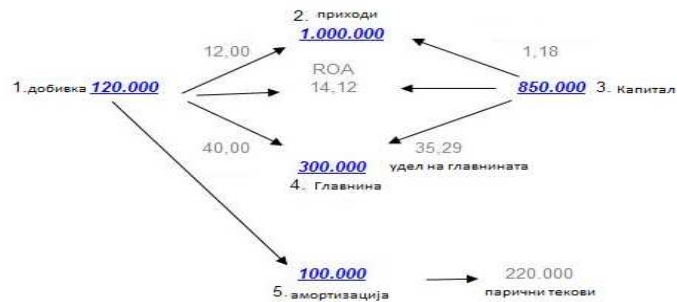 2. приходи
1.000.000
12,00
1,18
ROA
14,12
1.добивка 120.000
850.000 3. Капитал
40,00
35,29
300.000 удел на главнината
4. Главнина
100.000
220.000
5.амортизација
парични текови